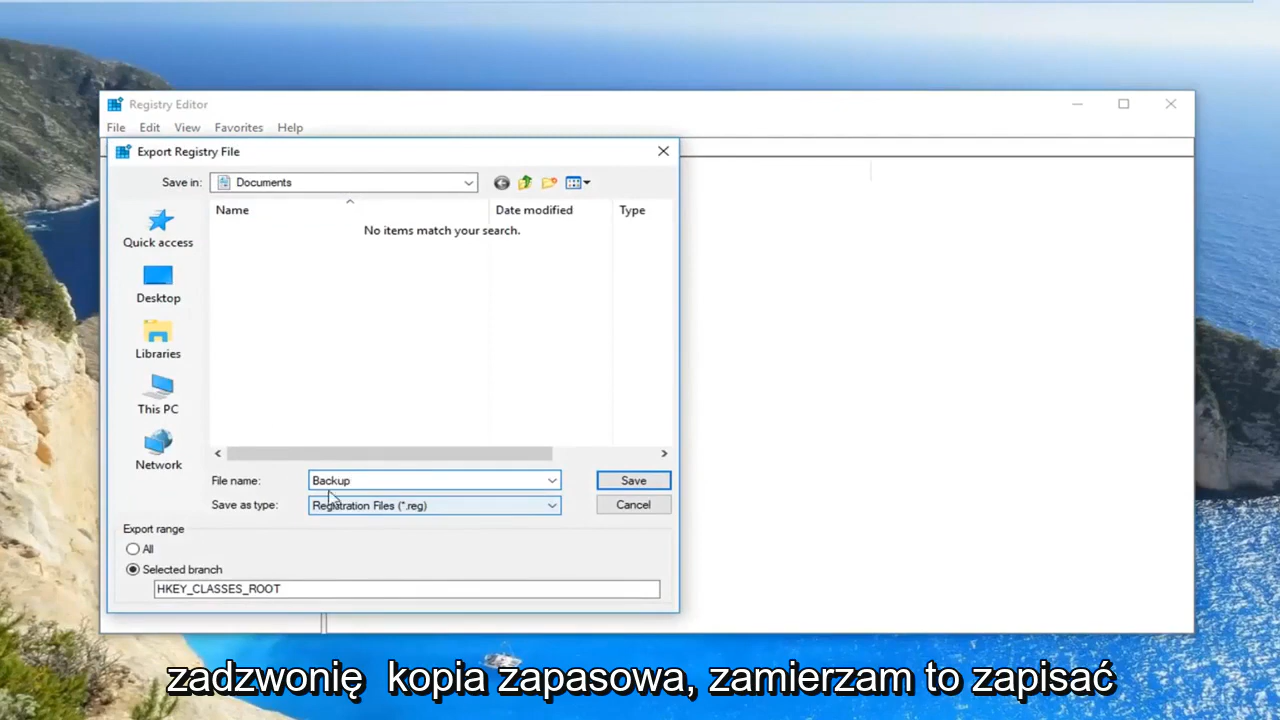 Registry Editor
File Edit View Favorites Help
Export Registry File
Save in: Documents
Name Date modified Type
No items match your search.
Quick access
Desktop
Libraries
This PC
Network
File name: Backup Save
Save as type: Registration Files (*.reg) Cancel
Export range
All
Selected branch
HKEY_CLASSES_ROOT
zadzwonię kopia zapasowa, zamierzam to zapisać